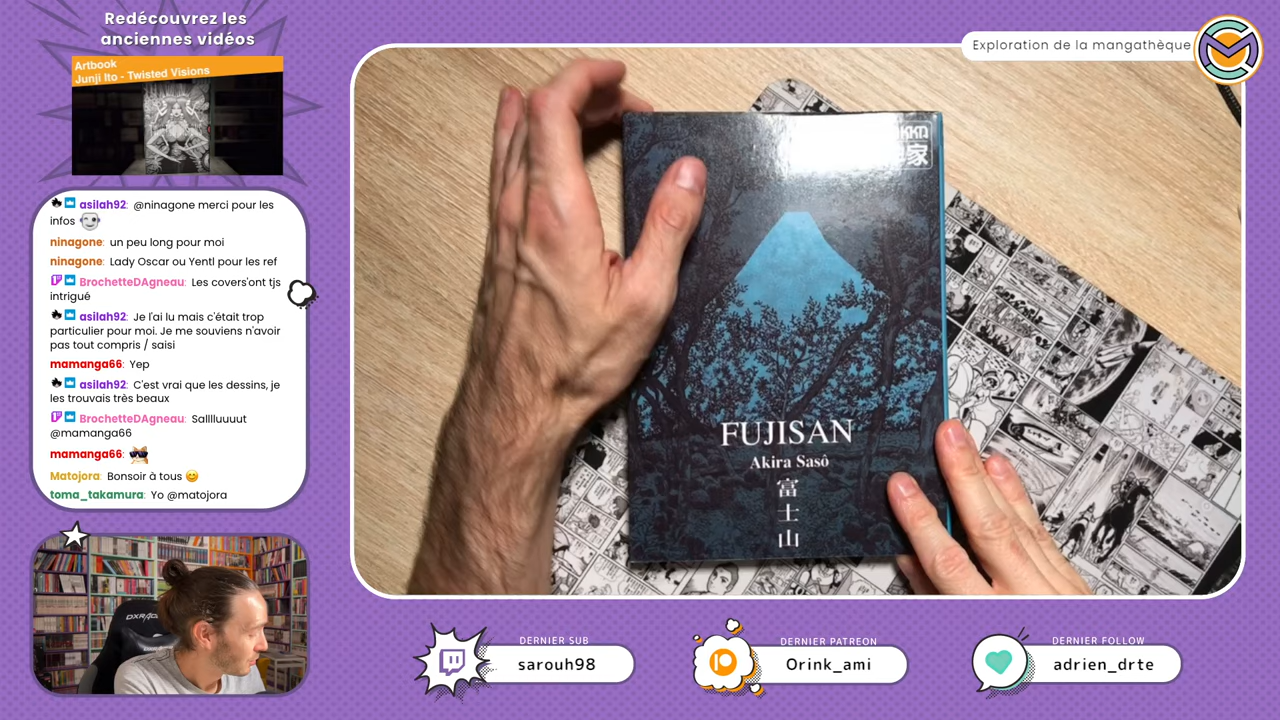 Redécouvrez les
anciennes vidéos
Artbook
Junji Ito - Twisted Visions
asilah92: @ninagone merci pour les
infos
ninagone: un peu long pour moi
ninagone: Lady Oscar ou Yentl pour les ref
BrochetteDAgneau: Les covers'ont tjs
intrigué
asilah92: Je l'ai lu mais c'était trop
particulier pour moi. Je me souviens n'avoir
pas tout compris / saisi
mamanga66: Yep
asilah92: C'est vrai que les dessins, je
les trouvais très beaux
BrochetteDAgneau: Salllluuuut
@mamanga66
mamanga66:
Matojora: Bonsoir à tous
toma_takamura: Yo @matojora
Exploration de la mangathèque
FUJISAN
Akira Sasô
富
士
山
DERNIER SUB
sarouh98
DERNIER PATREON
Orink_ami
DERNIER FOLLOW
adrien_drte